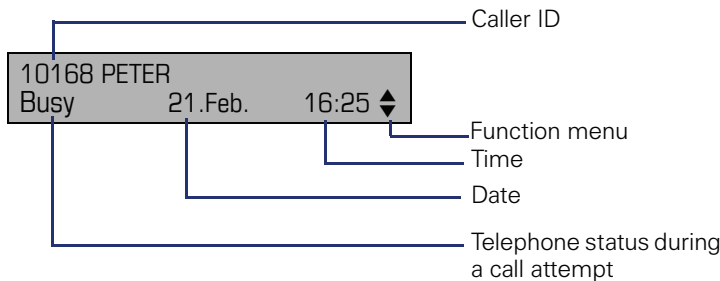 Caller ID
10168 PETER
Busy 21.Feb. 16:25
Function menu
Time
Date
Telephone status during
a call attempt